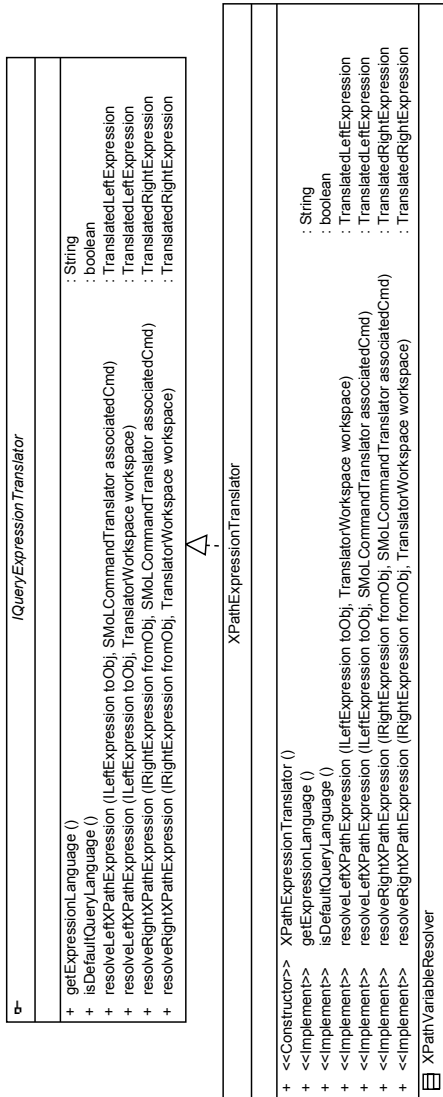 IQueryExpressionTranslator
+ getExpressionLanguage () : String
+ isDefaultQueryLanguage () : boolean
+ resolveLeftXPathExpression (ILeftExpression toObj, SMoLCommandTranslator associatedCmd) : TranslatedLeftExpression
+ resolveLeftXPathExpression (ILeftExpression toObj, TranslatorWorkspace workspace) : TranslatedLeftExpression
+ resolveRightXPathExpression (IRightExpression fromObj, SMoLCommandTranslator associatedCmd) : TranslatedRightExpression
+ resolveRightXPathExpression (IRightExpression fromObj, TranslatorWorkspace workspace) : TranslatedRightExpression
XPathExpressionTranslator
+ <<Constructor>> XPathExpressionTranslator ()
+ <<Implement>> getExpressionLanguage () : String
+ <<Implement>> isDefaultQueryLanguage () : boolean
+ <<Implement>> resolveLeftXPathExpression (ILeftExpression toObj, TranslatorWorkspace workspace) : TranslatedLeftExpression
+ <<Implement>> resolveLeftXPathExpression (ILeftExpression toObj, SMoLCommandTranslator associatedCmd) : TranslatedLeftExpression
+ <<Implement>> resolveRightXPathExpression (IRightExpression fromObj, SMoLCommandTranslator associatedCmd) : TranslatedRightExpression
+ <<Implement>> resolveRightXPathExpression (IRightExpression fromObj, TranslatorWorkspace workspace) : TranslatedRightExpression
XPathVariableResolver